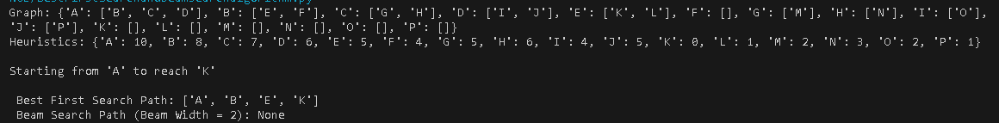 Graph: {'A': ['B', 'C', 'D'], 'B': ['E', 'F'], 'C': ['G', 'H'], 'D': ['I', 'J'], 'E': ['K', 'L'], 'F': [], 'G': ['M'], 'H': ['N'], 'I': ['O'],
'J': ['P'], 'K': [], 'L': [], 'M': [], 'N': [], 'O': [], 'P': []}
Heuristics: {'A': 10, 'B': 8, 'C': 7, 'D': 6, 'E': 5, 'F': 4, 'G': 5, 'H': 6, 'I': 4, 'J': 5, 'K': 0, 'L': 1, 'M': 2, 'N': 3, 'O': 2, 'P': 1}
Starting from 'A' to reach 'K'
Best First Search Path: ['A', 'B', 'E', 'K']
Beam Search Path (Beam Width = 2): None